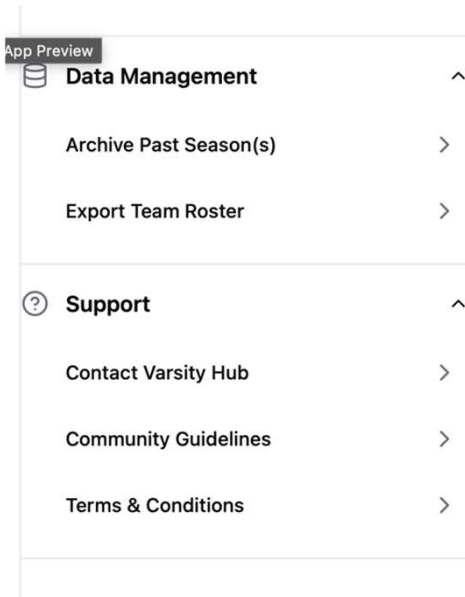 App Preview
Data Management
Archive Past Season(s)
Export Team Roster
Support
Contact Varsity Hub
Community Guidelines
Terms & Conditions